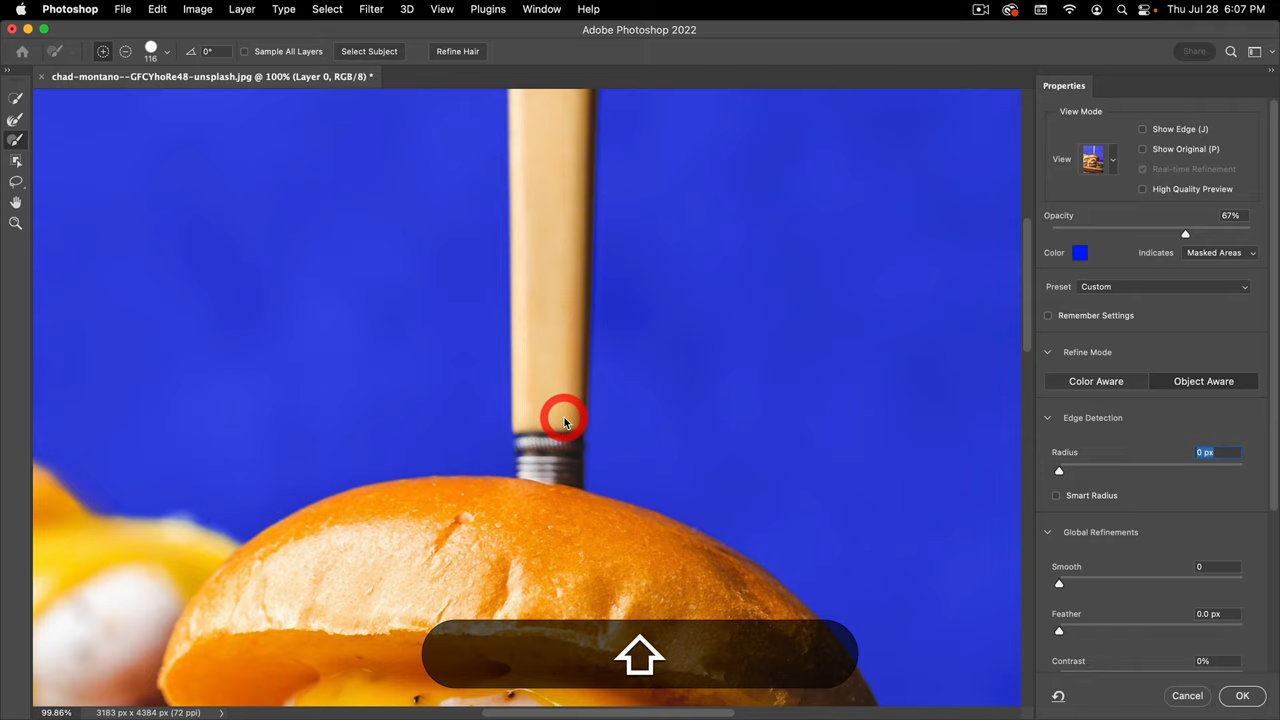 Photoshop File Edit Image Layer Type Select Filter 3D View Plugins Window Help Thu Jul 28 6:07 PM
Adobe Photoshop 2022
116 0° Sample All Layers Select Subject Refine Hair Share
chad-montano--GFCYhoRe48-unsplash.jpg @ 100% (Layer 0, RGB/8) *
Properties
View Mode
Show Edge (J)
View Show Original (P)
Real-time Refinement
High Quality Preview
Opacity 67%
Color Indicates Masked Areas
Preset Custom
Remember Settings
Refine Mode
Color Aware Object Aware
Edge Detection
Radius 0 px
Smart Radius
Global Refinements
Smooth 0
Feather 0.0 px
Contrast 0%
Cancel OK
99.86% 3183 px x 4384 px (72 ppi)